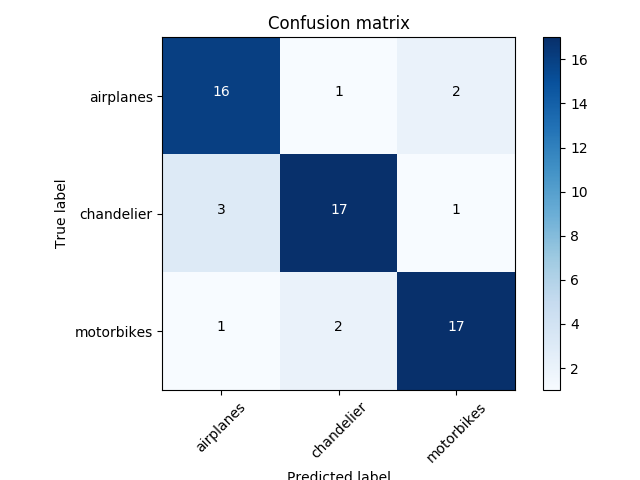 Confusion matrix
airplanes 16 1 2
chandelier 3 17 1
motorbikes 1 2 17
airplanes chandelier motorbikes
True label
Predicted label
16
14
12
10
8
6
4
2